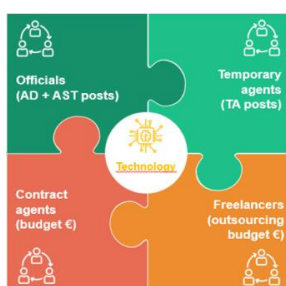 Officials
(AD + AST posts)
Temporary
agents
(TA posts)
Technology
Contract
agents
(budget €)
Freelancers
(outsourcing
budget €)